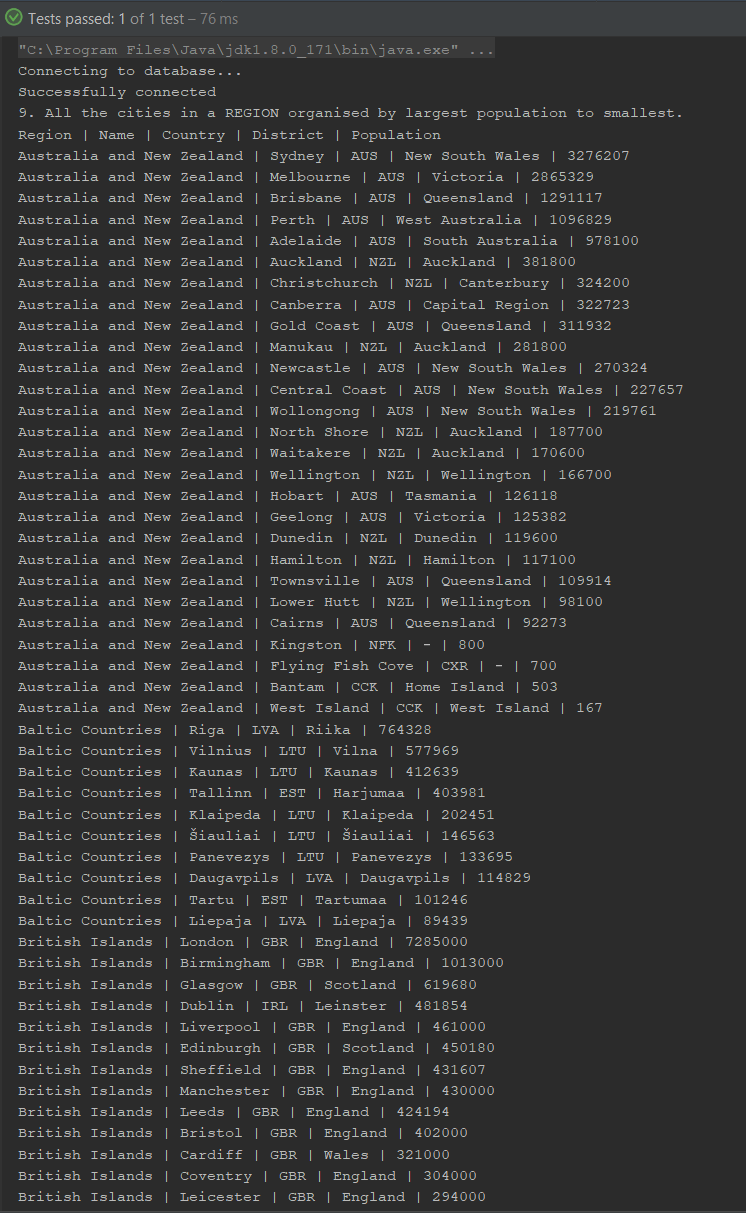 Tests passed: 1 of 1 test – 76 ms
"C:\Program Files\Java\jdk1.8.0_171\bin\java.exe" ...
Connecting to database...
Successfully connected
9. All the cities in a REGION organised by largest population to smallest.
Region | Name | Country | District | Population
Australia and New Zealand | Sydney | AUS | New South Wales | 3276207
Australia and New Zealand | Melbourne | AUS | Victoria | 2865329
Australia and New Zealand | Brisbane | AUS | Queensland | 1291117
Australia and New Zealand | Perth | AUS | West Australia | 1096829
Australia and New Zealand | Adelaide | AUS | South Australia | 978100
Australia and New Zealand | Auckland | NZL | Auckland | 381800
Australia and New Zealand | Christchurch | NZL | Canterbury | 324200
Australia and New Zealand | Canberra | AUS | Capital Region | 322723
Australia and New Zealand | Gold Coast | AUS | Queensland | 311932
Australia and New Zealand | Manukau | NZL | Auckland | 281800
Australia and New Zealand | Newcastle | AUS | New South Wales | 270324
Australia and New Zealand | Central Coast | AUS | New South Wales | 227657
Australia and New Zealand | Wollongong | AUS | New South Wales | 219761
Australia and New Zealand | North Shore | NZL | Auckland | 187700
Australia and New Zealand | Waitakere | NZL | Auckland | 170600
Australia and New Zealand | Wellington | NZL | Wellington | 166700
Australia and New Zealand | Hobart | AUS | Tasmania | 126118
Australia and New Zealand | Geelong | AUS | Victoria | 125382
Australia and New Zealand | Dunedin | NZL | Dunedin | 119600
Australia and New Zealand | Hamilton | NZL | Hamilton | 117100
Australia and New Zealand | Townsville | AUS | Queensland | 109914
Australia and New Zealand | Lower Hutt | NZL | Wellington | 98100
Australia and New Zealand | Cairns | AUS | Queensland | 92273
Australia and New Zealand | Kingston | NFK | - | 800
Australia and New Zealand | Flying Fish Cove | CXR | - | 700
Australia and New Zealand | Bantam | CCK | Home Island | 503
Australia and New Zealand | West Island | CCK | West Island | 167
Baltic Countries | Riga | LVA | Riika | 764328
Baltic Countries | Vilnius | LTU | Vilna | 577969
Baltic Countries | Kaunas | LTU | Kaunas | 412639
Baltic Countries | Tallinn | EST | Harjumaa | 403981
Baltic Countries | Klaipeda | LTU | Klaipeda | 202451
Baltic Countries | Šiauliai | LTU | Šiauliai | 146563
Baltic Countries | Panevezys | LTU | Panevezys | 133695
Baltic Countries | Daugavpils | LVA | Daugavpils | 114829
Baltic Countries | Tartu | EST | Tartumaa | 101246
Baltic Countries | Liepaja | LVA | Liepaja | 89439
British Islands | London | GBR | England | 7285000
British Islands | Birmingham | GBR | England | 1013000
British Islands | Glasgow | GBR | Scotland | 619680
British Islands | Dublin | IRL | Leinster | 481854
British Islands | Liverpool | GBR | England | 461000
British Islands | Edinburgh | GBR | Scotland | 450180
British Islands | Sheffield | GBR | England | 431607
British Islands | Manchester | GBR | England | 430000
British Islands | Leeds | GBR | England | 424194
British Islands | Bristol | GBR | England | 402000
British Islands | Cardiff | GBR | Wales | 321000
British Islands | Coventry | GBR | England | 304000
British Islands | Leicester | GBR | England | 294000